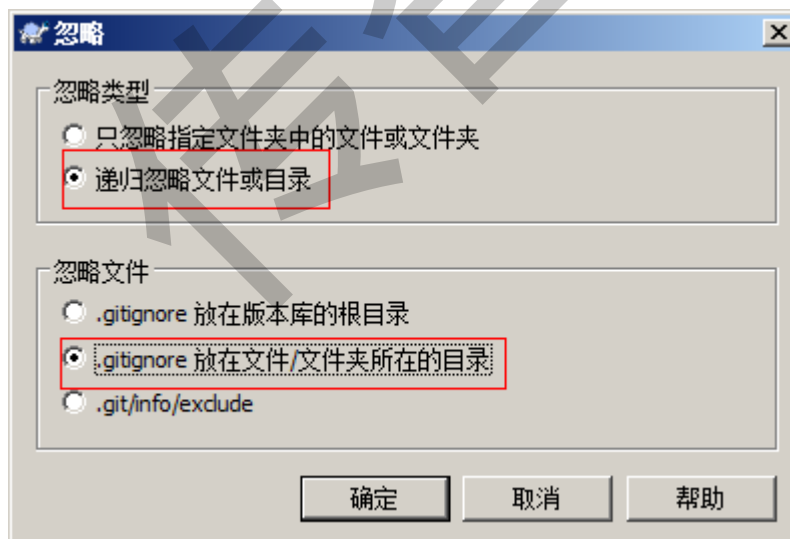 忽略
忽略类型
只忽略指定文件夹中的文件或文件夹
递归忽略文件或目录
忽略文件
.gitignore 放在版本库的根目录
.gitignore 放在文件/文件夹所在的目录
.git/info/exclude
确定 取消 帮助
传